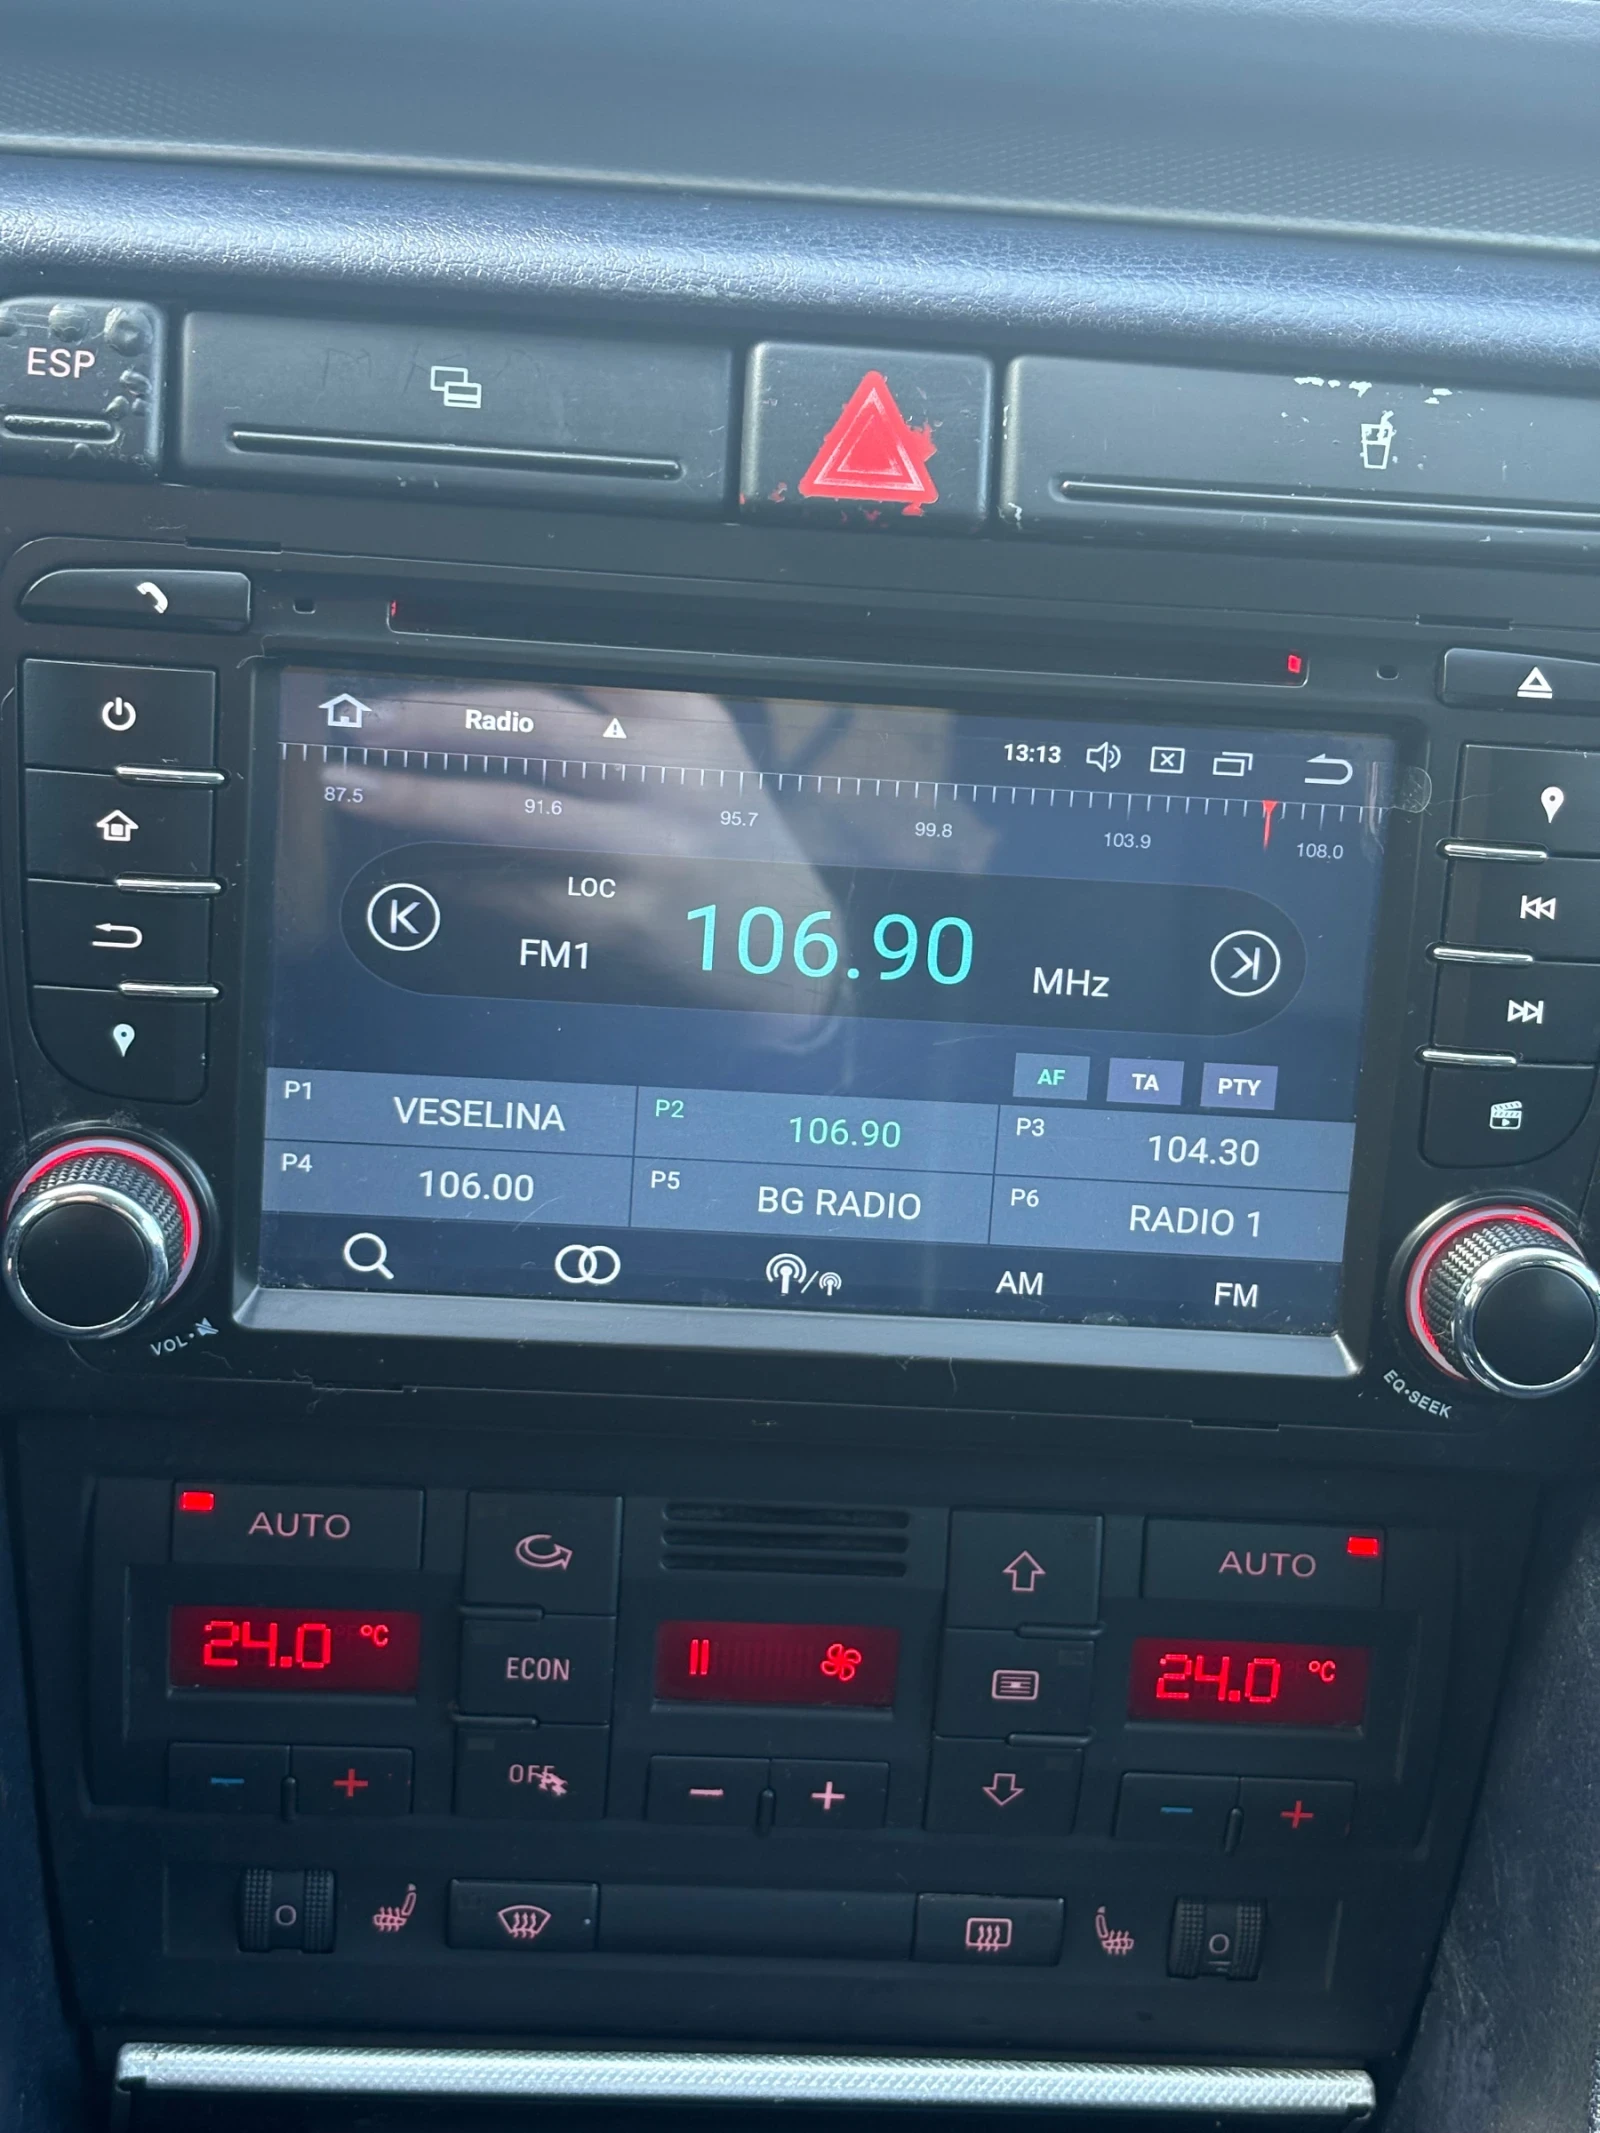 ESP
Radio
13:13
87.5 91.6 95.7 99.8 103.9 108.0
LOC
FM1 106.90 MHz
AF TA PTY
P1 VESELINA P2 106.90 P3 104.30
P4 106.00 P5 BG RADIO P6 RADIO 1
AM FM
VOL•
EQ•SEEK
AUTO AUTO
24.0 °C 24.0 °C
ECON
OFF